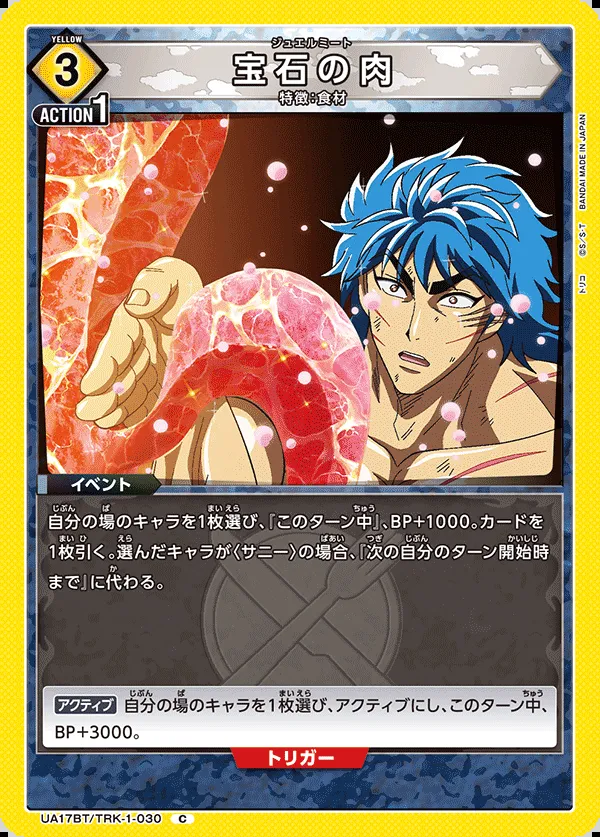 YELLOW
3
ACTION 1
ジュエルミート
宝石の肉
特徴:食材
トリコ ©S/S・T BANDAI MADE IN JAPAN
イベント
自分の場のキャラを1枚選び、『このターン中』、BP+1000。カードを
1枚引く。選んだキャラが〈サニー〉の場合、『次の自分のターン開始時
まで』に代わる。
アクティブ 自分の場のキャラを1枚選び、アクティブにし、このターン中、
BP+3000。
トリガー
UA17BT/TRK-1-030 C